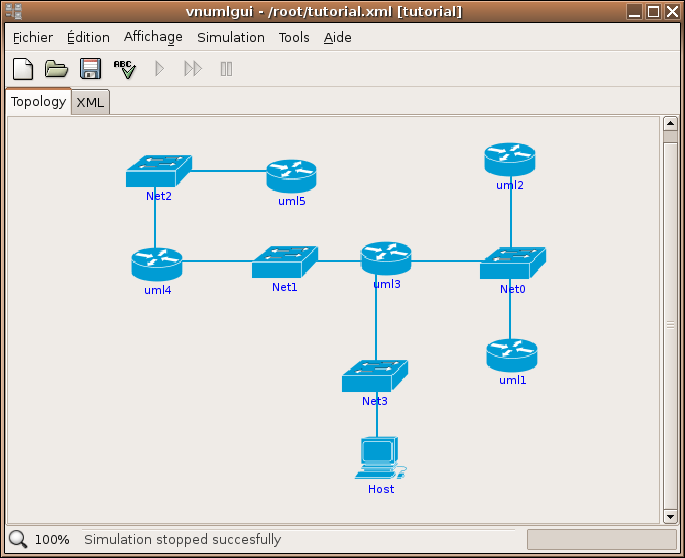 vnumlgui - /root/tutorial.xml [tutorial]
Fichier Édition Affichage Simulation Tools Aide
ABC
Topology XML
uml2
Net2
uml5
uml4
Net1
uml3
Net0
uml1
Net3
Host
100% Simulation stopped succesfully